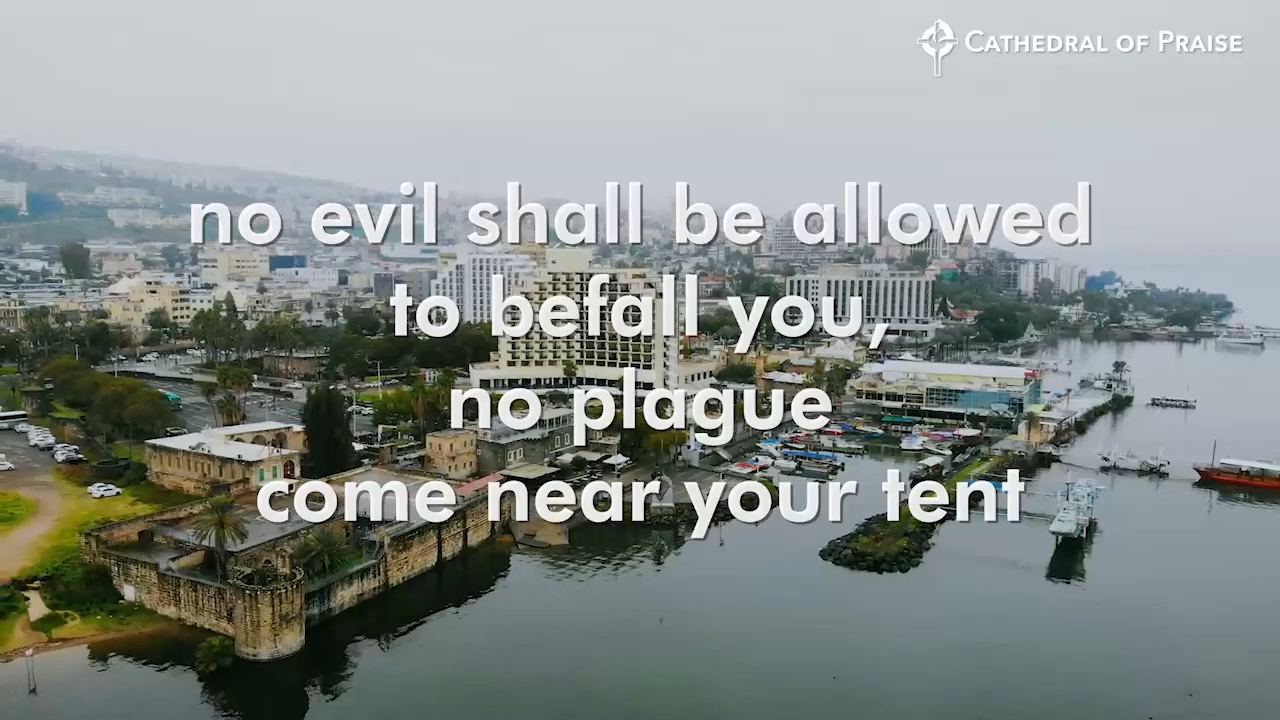 CATHEDRAL OF PRAISE
no evil shall be allowed
to befall you,
no plague
come near your tent